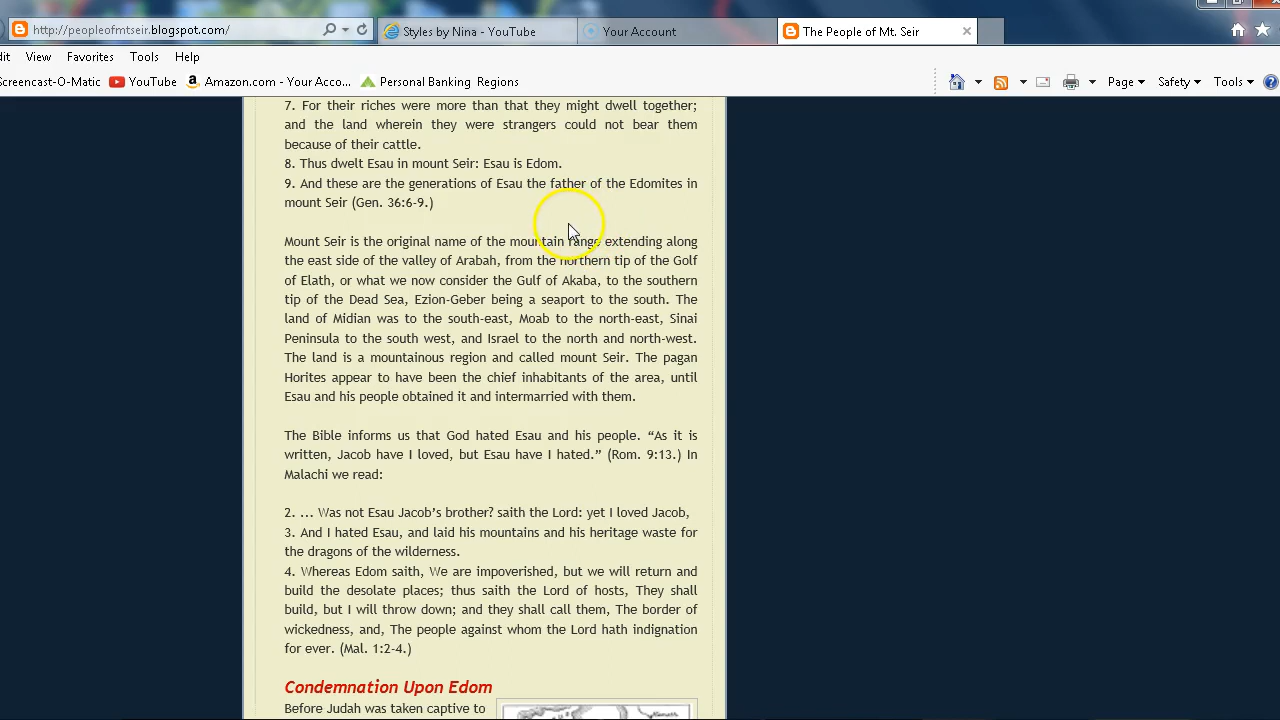 http://peopleofmtseir.blogspot.com/
Styles by Nina - YouTube
Your Account
The People of Mt. Seir
View Favorites Tools Help
Screencast-O-Matic YouTube Amazon.com - Your Acco... Personal Banking Regions
Page Safety Tools
7. For their riches were more than that they might dwell together;
and the land wherein they were strangers could not bear them
because of their cattle.
8. Thus dwelt Esau in mount Seir: Esau is Edom.
9. And these are the generations of Esau the father of the Edomites in
mount Seir (Gen. 36:6-9.)
Mount Seir is the original name of the mountain range extending along
the east side of the valley of Arabah, from the northern tip of the Golf
of Elath, or what we now consider the Gulf of Akaba, to the southern
tip of the Dead Sea, Ezion-Geber being a seaport to the south. The
land of Midian was to the south-east, Moab to the north-east, Sinai
Peninsula to the south west, and Israel to the north and north-west.
The land is a mountainous region and called mount Seir. The pagan
Horites appear to have been the chief inhabitants of the area, until
Esau and his people obtained it and intermarried with them.
The Bible informs us that God hated Esau and his people. “As it is
written, Jacob have I loved, but Esau have I hated.” (Rom. 9:13.) In
Malachi we read:
2. ... Was not Esau Jacob’s brother? saith the Lord: yet I loved Jacob,
3. And I hated Esau, and laid his mountains and his heritage waste for
the dragons of the wilderness.
4. Whereas Edom saith, We are impoverished, but we will return and
build the desolate places; thus saith the Lord of hosts, They shall
build, but I will throw down; and they shall call them, The border of
wickedness, and, The people against whom the Lord hath indignation
for ever. (Mal. 1:2-4.)
Condemnation Upon Edom
Before Judah was taken captive to